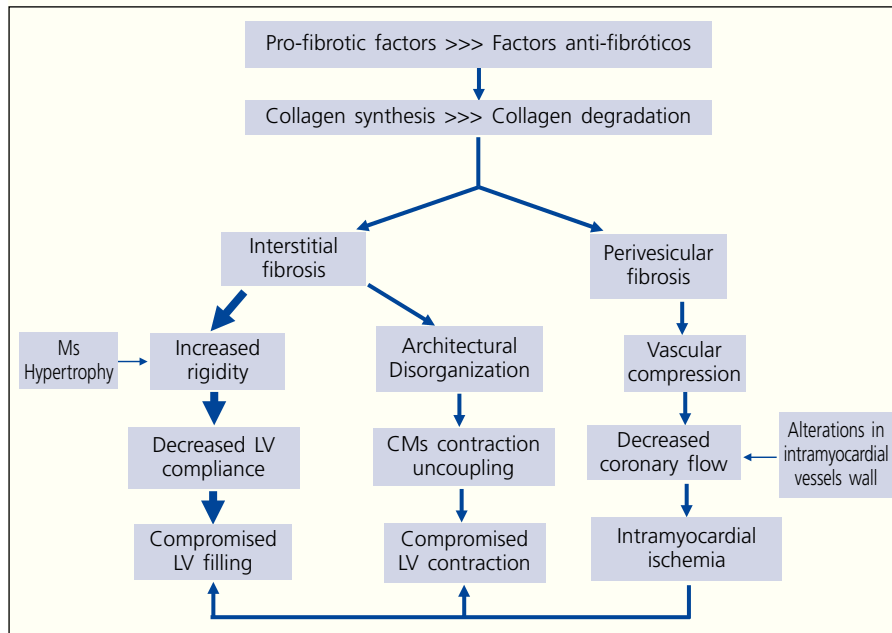 Pro-fibrotic factors >>> Factors anti-fibróticos
Collagen synthesis >>> Collagen degradation
Interstitial
fibrosis
Perivesicular
fibrosis
Ms
Hypertrophy
Increased
rigidity
Architectural
Disorganization
Vascular
compression
Decreased LV
compliance
CMs contraction
uncoupling
Decreased
coronary flow
Alterations in
intramyocardial
vessels wall
Compromised
LV filling
Compromised
LV contraction
Intramyocardial
ischemia